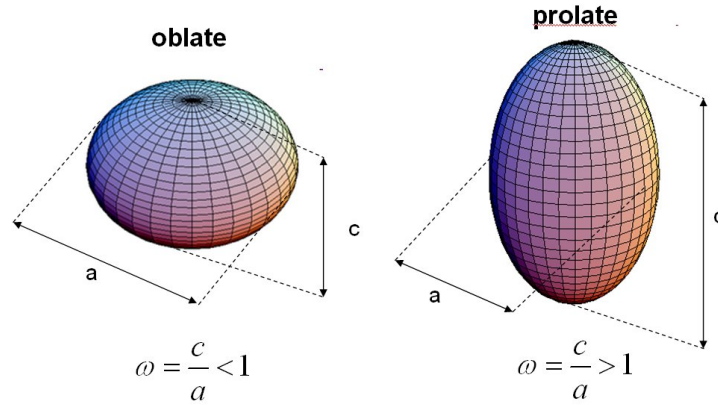 oblate
prolate
a
c
a
c
ω = c/a < 1
ω = c/a > 1